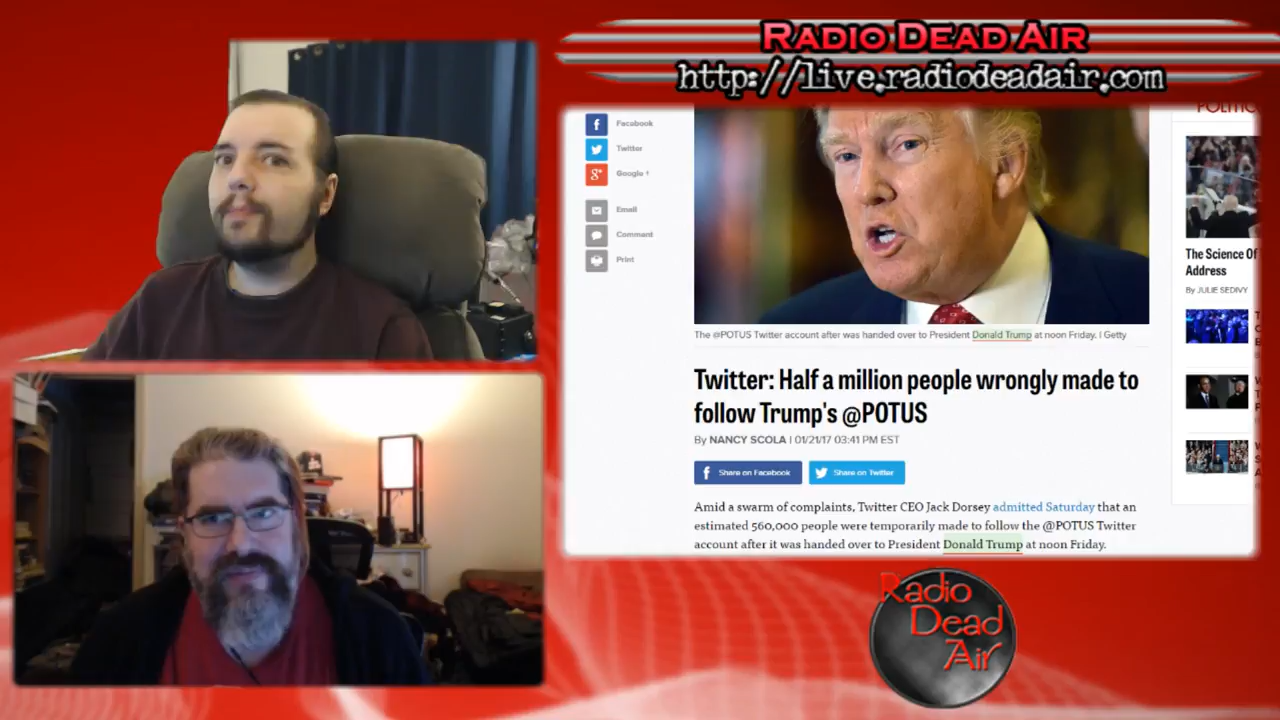 RADIO DEAD AIR
http://live.radiodeadair.com
Facebook
Twitter
Google +
Email
Comment
Print
The @POTUS Twitter account after was handed over to President Donald Trump at noon Friday. | Getty
Twitter: Half a million people wrongly made to
follow Trump's @POTUS
By NANCY SCOLA | 01/21/17 03:41 PM EST
Share on Facebook
Share on Twitter
Amid a swarm of complaints, Twitter CEO Jack Dorsey admitted Saturday that an
estimated 560,000 people were temporarily made to follow the @POTUS Twitter
account after it was handed over to President Donald Trump at noon Friday.
The Science Of
Address
By JULIE SEDIVY
Radio
Dead
Air